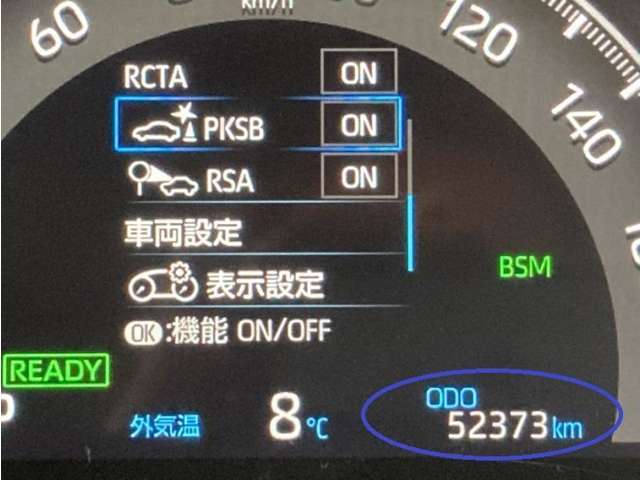 60
km/h
120
140
RCTA ON
PKSB ON
RSA ON
車両設定
BSM
表示設定
OK:機能 ON/OFF
READY
外気温 8℃
ODO
52373km